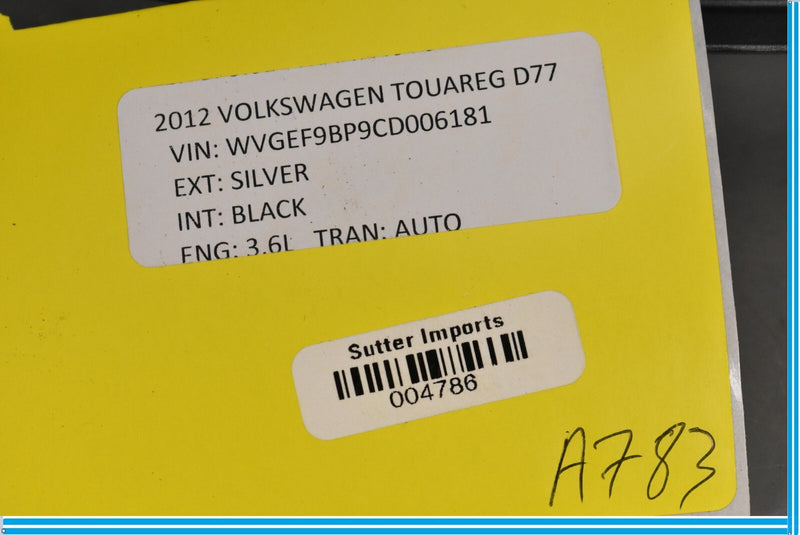 2012 VOLKSWAGEN TOUAREG D77
VIN: WVGEF9BP9CD006181
EXT: SILVER
INT: BLACK
ENG: 3.6L TRAN: AUTO
Sutter Imports
004786
A783